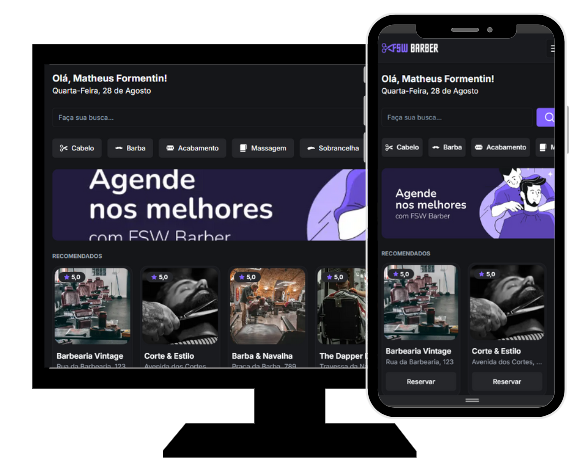 Olá, Matheus Formentin!
Quarta-Feira, 28 de Agosto
Faça sua busca...
Cabelo
Barba
Acabamento
Massagem
Sobrancelha
Agende
nos melhores
com FSW Barber
RECOMENDADOS
5,0
5,0
5,0
5,0
Barbearia Vintage
Corte & Estilo
Barba & Navalha
The Dapper
Rua da Barbearia, 123
Avenida dos Cortes
Praça da Barba, 789
Travessa da
FSW BARBER
Olá, Matheus Formentin!
Quarta-Feira, 28 de Agosto
Faça sua busca...
Cabelo
Barba
Acabamento
M
Agende
nos melhores
com FSW Barber
RECOMENDADOS
5,0
5,0
Barbearia Vintage
Corte & Estilo
Rua da Barbearia, 123
Avenida dos Cortes, ...
Reservar
Reservar